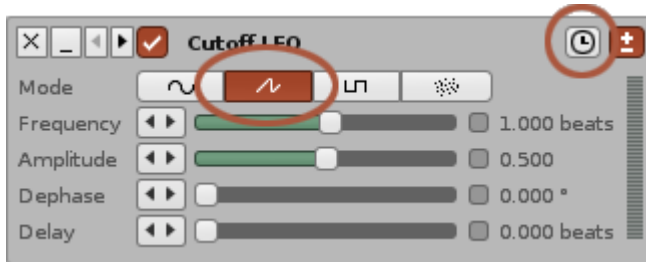 Cutoff LFO
Mode
Frequency 1.000 beats
Amplitude 0.500
Dephase 0.000 °
Delay 0.000 beats